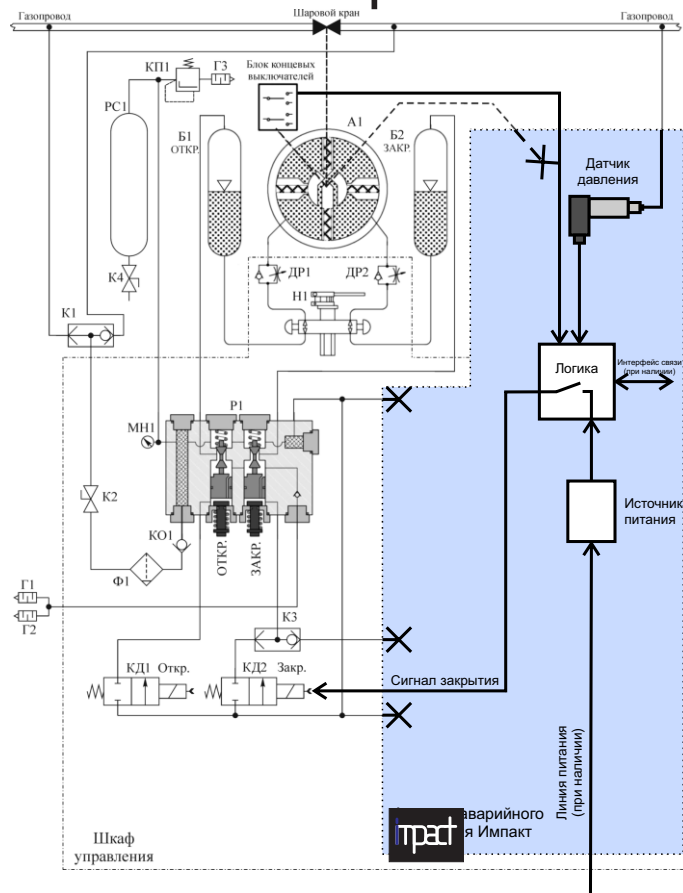 Газопровод
Шаровой кран
Газопровод
КП1
Г3
Блок концевых
выключателей
РС1
А1
Б1
ОТКР.
Б2
ЗАКР.
Датчик
давления
К4
ДР1
ДР2
Н1
К1
Логика
Интерфейс связи
(при наличии)
Р1
МН1
К2
Источник
питания
КО1
ОТКР.
ЗАКР.
Ф1
Г1
Г2
К3
КД1
Откр.
КД2
Закр.
Сигнал закрытия
Линия питания
(при наличии)
аварийного
я Импакт
impact
Шкаф
управления